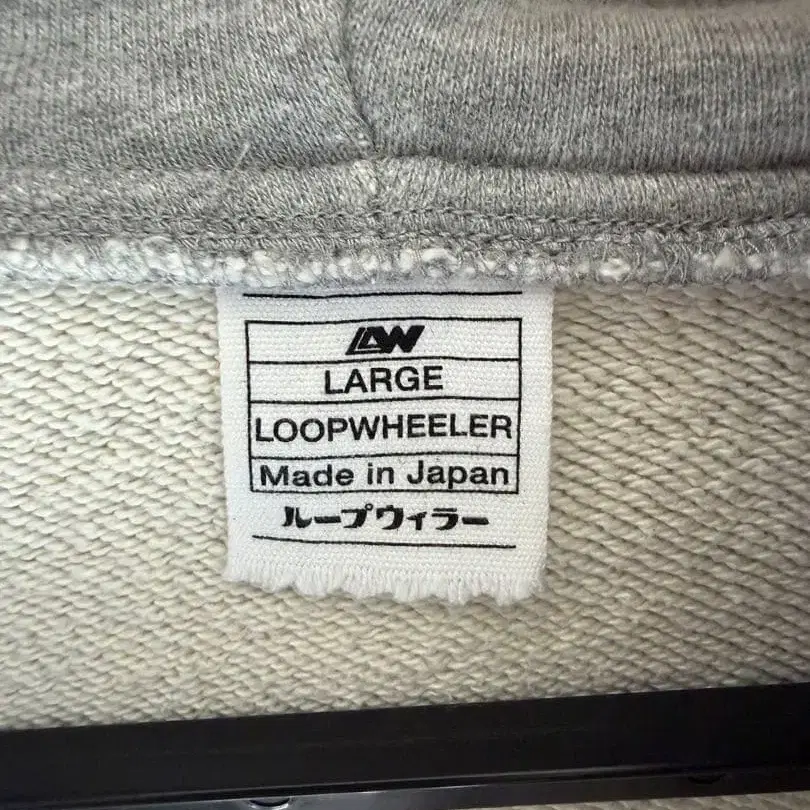 LW
LARGE
LOOPWHEELER
Made in Japan
ループウィラー